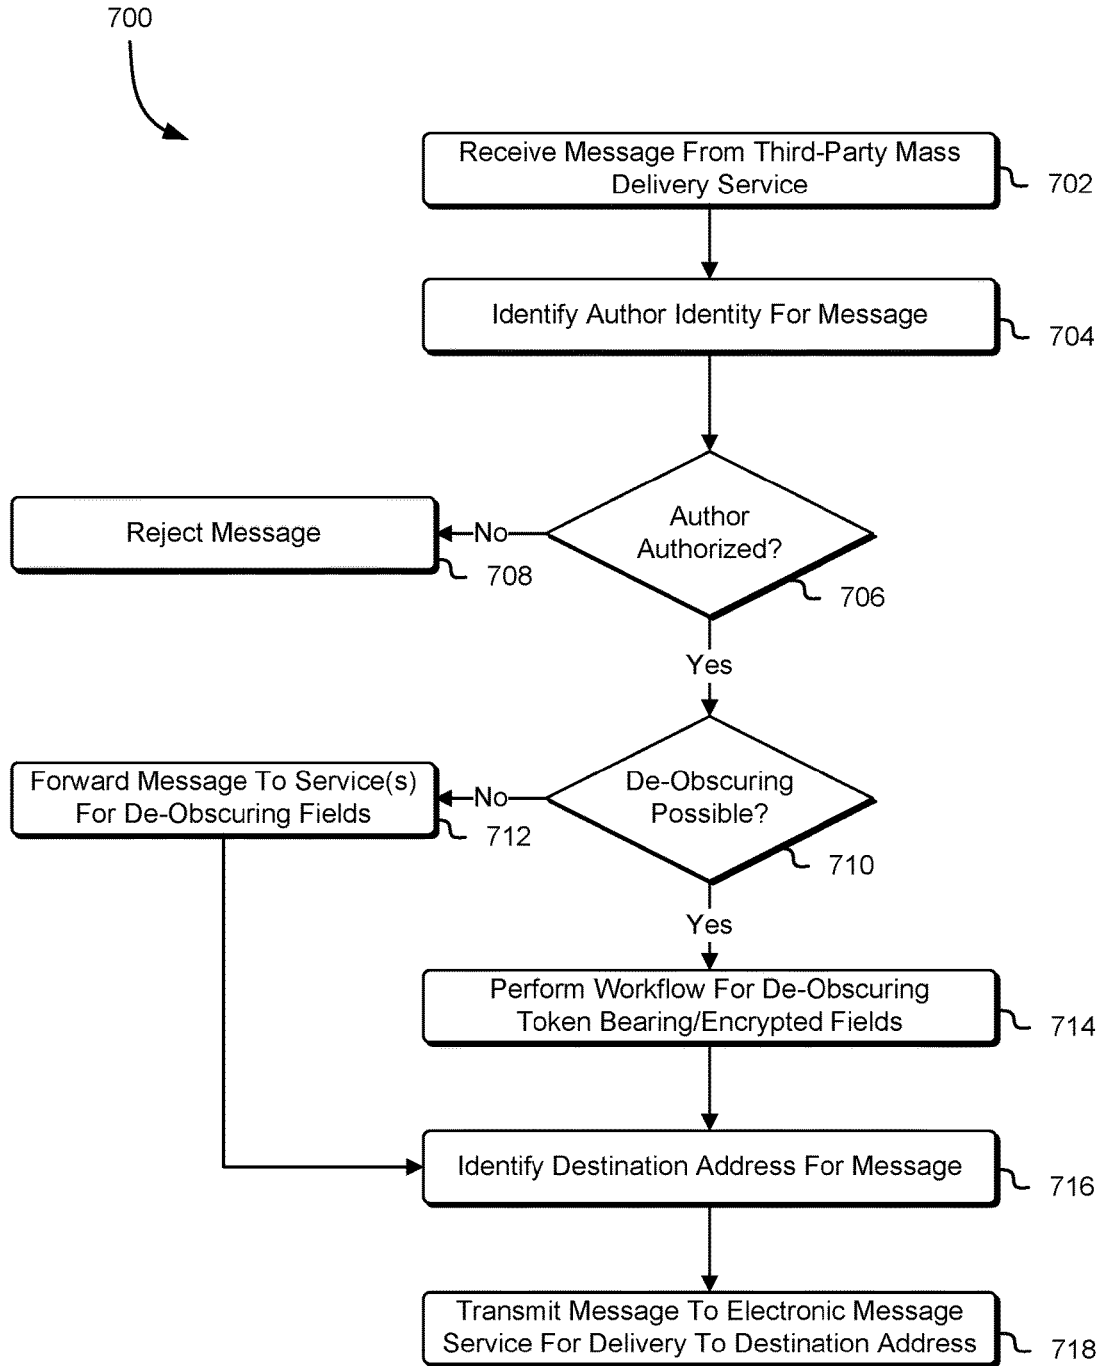 700
Receive Message From Third-Party Mass
Delivery Service
702
Identify Author Identity For Message
704
Author
Authorized?
706
No
Reject Message
708
Yes
De-Obscuring
Possible?
710
No
Forward Message To Service(s)
For De-Obscuring Fields
712
Yes
Perform Workflow For De-Obscuring
Token Bearing/Encrypted Fields
714
Identify Destination Address For Message
716
Transmit Message To Electronic Message
Service For Delivery To Destination Address
718